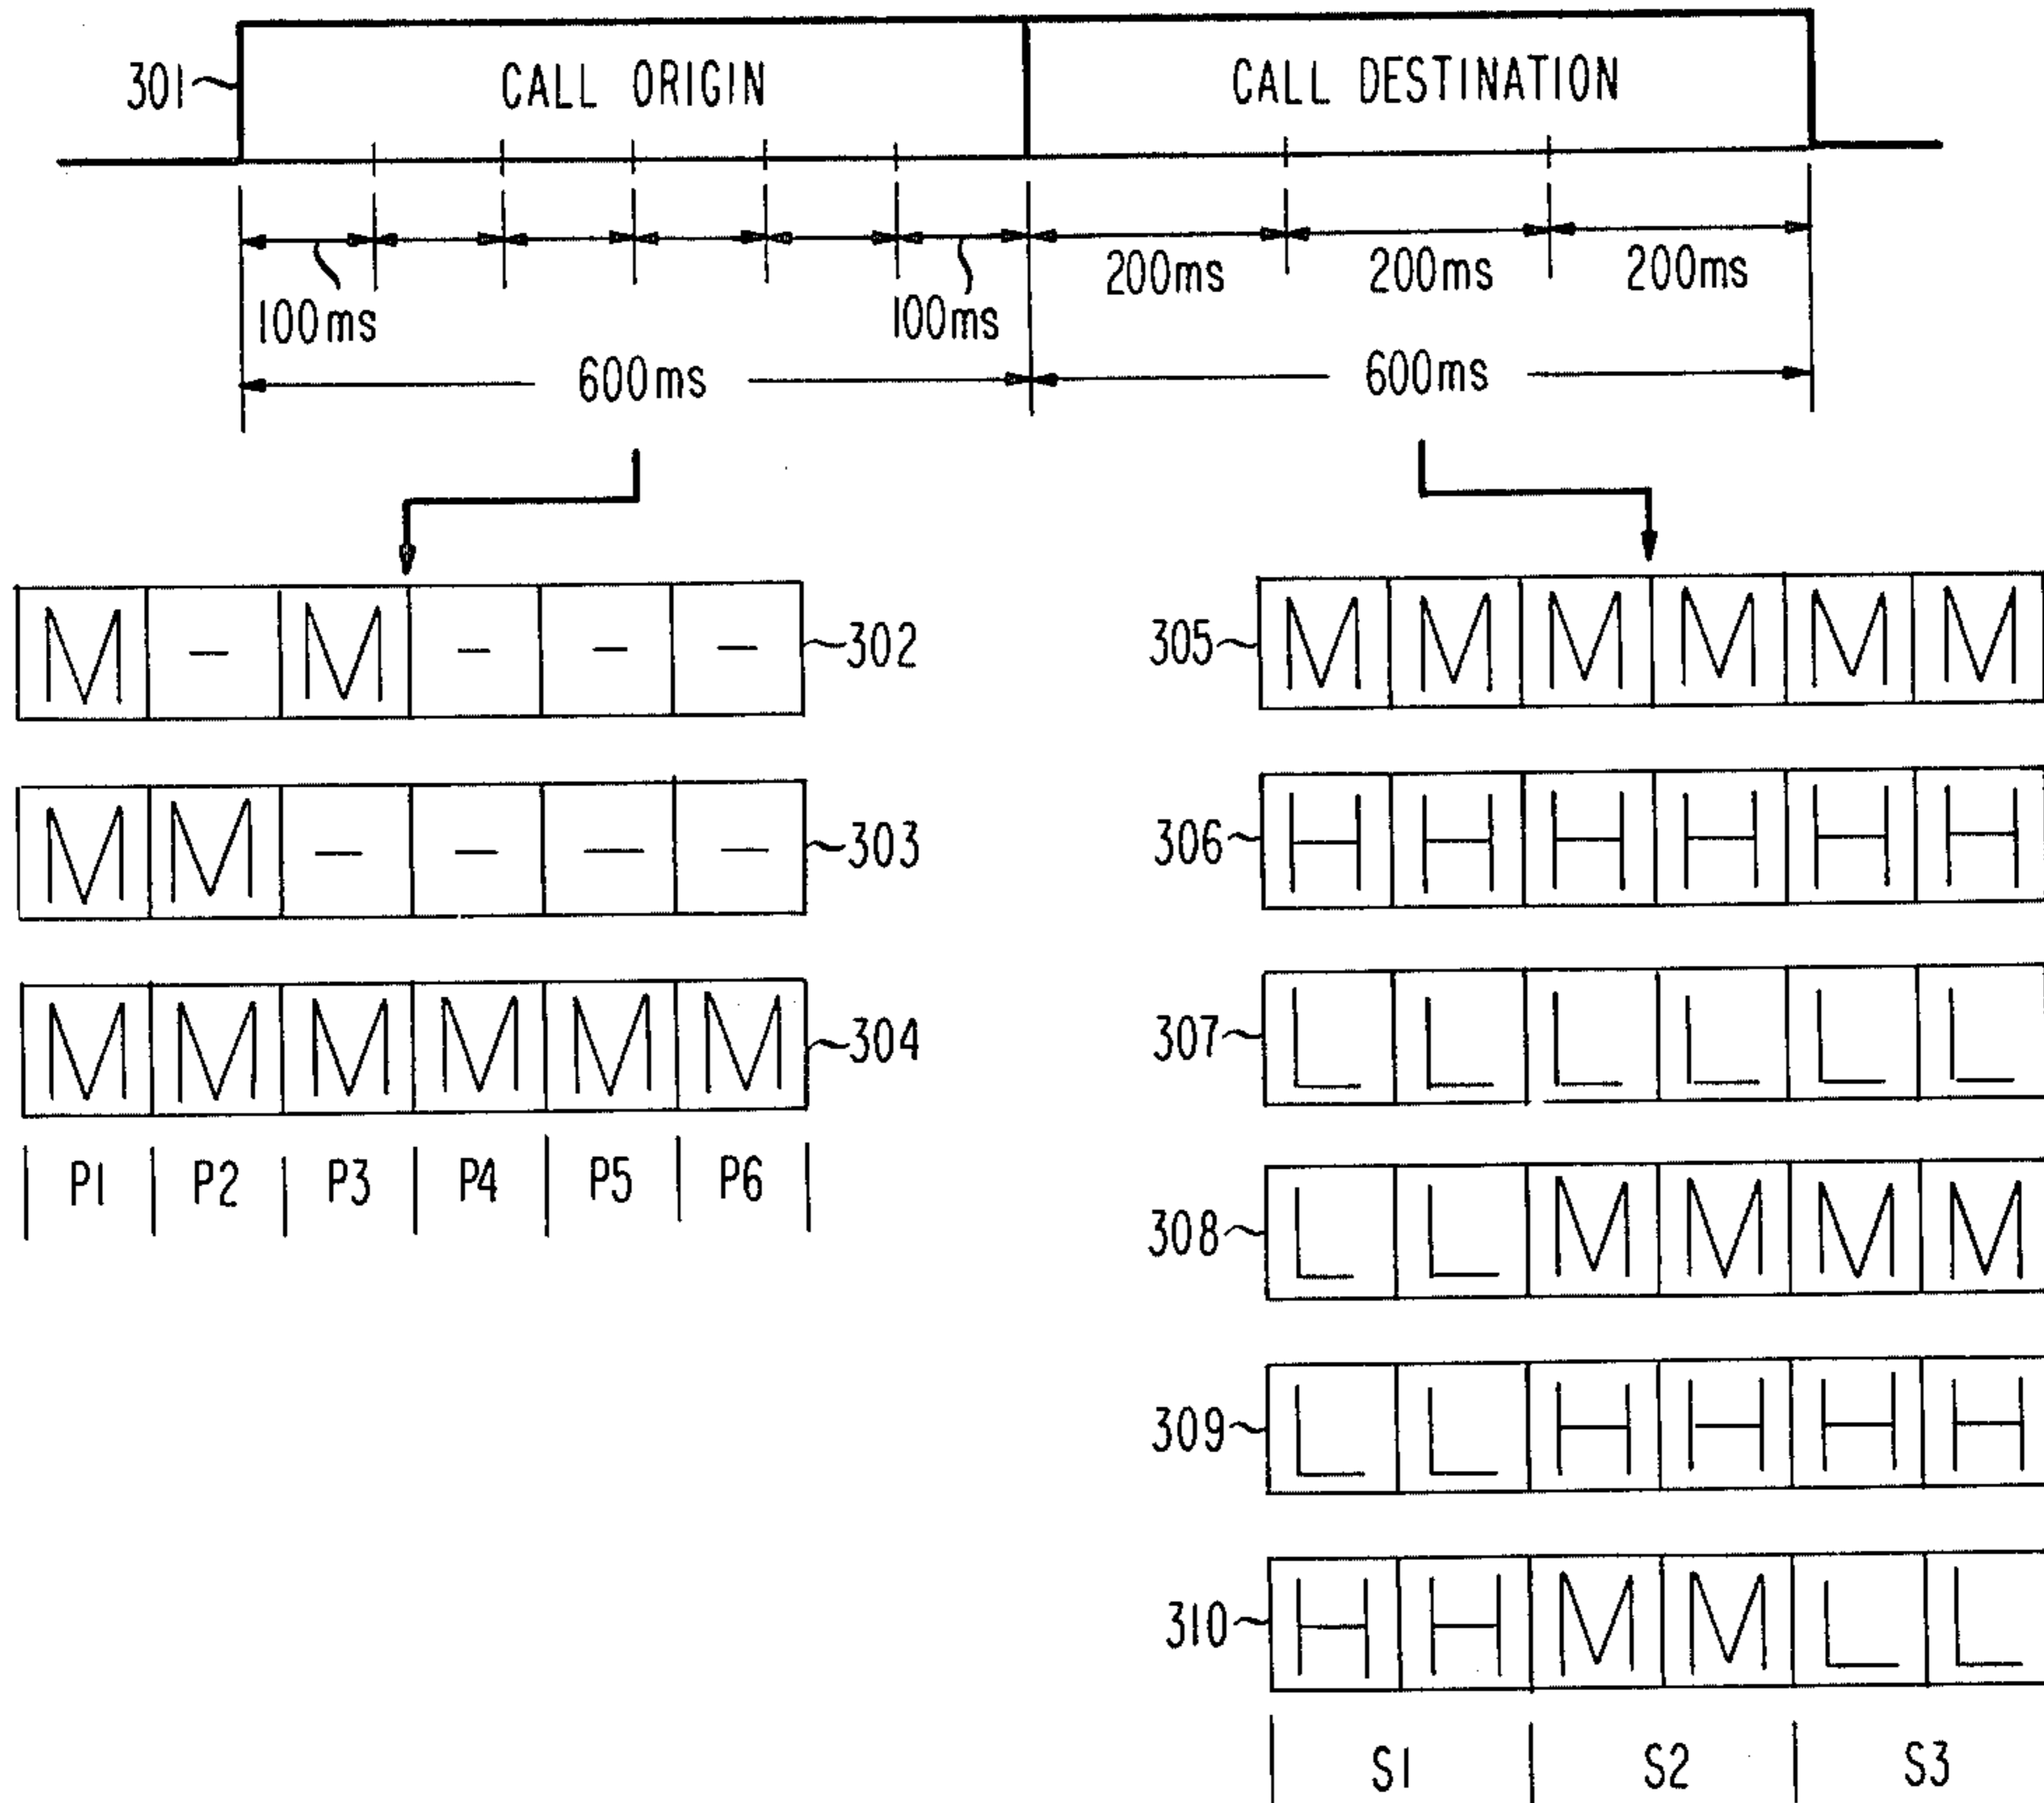 301 CALL ORIGIN CALL DESTINATION
100ms 100ms 200ms 200ms 200ms
600ms 600ms
M - M - - - 302
M M - - - - 303
M M M M M M 304
P1 P2 P3 P4 P5 P6
305 M M M M M M
306 H H H H H H
307 L L L L L L
308 L L M M M M
309 L L H H H H
310 H H M M L L
S1 S2 S3